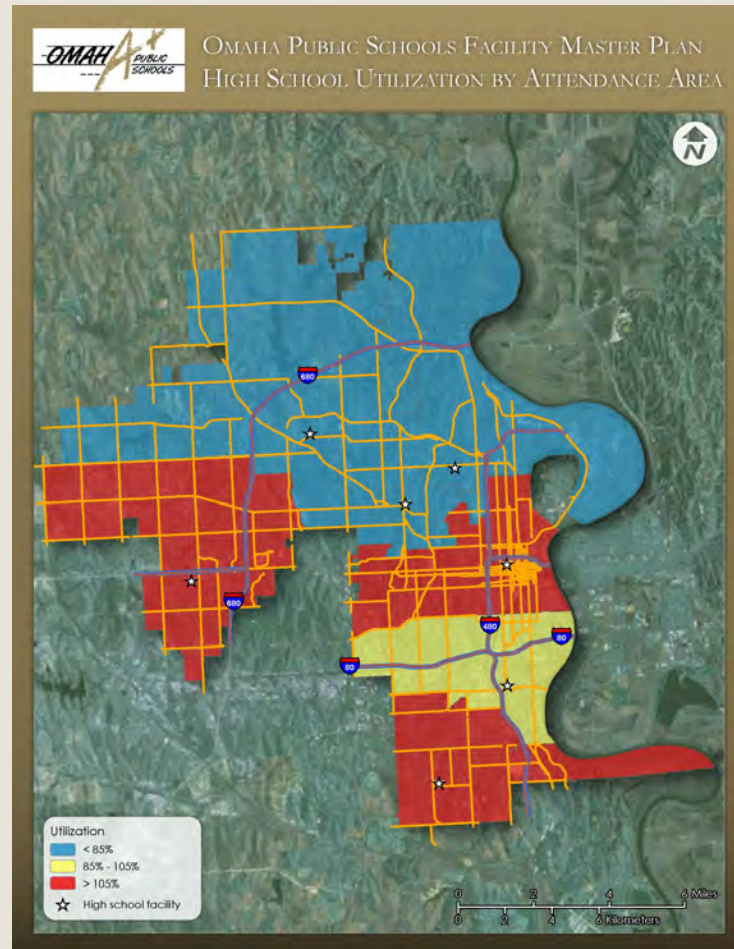 OMAHA PUBLIC SCHOOLS
OMAHA PUBLIC SCHOOLS FACILITY MASTER PLAN
HIGH SCHOOL UTILIZATION BY ATTENDANCE AREA
N
680
680
480
80
80
Utilization
< 85%
85% - 105%
> 105%
High school facility
0 2 4 6 Miles
0 2 4 6 Kilometers